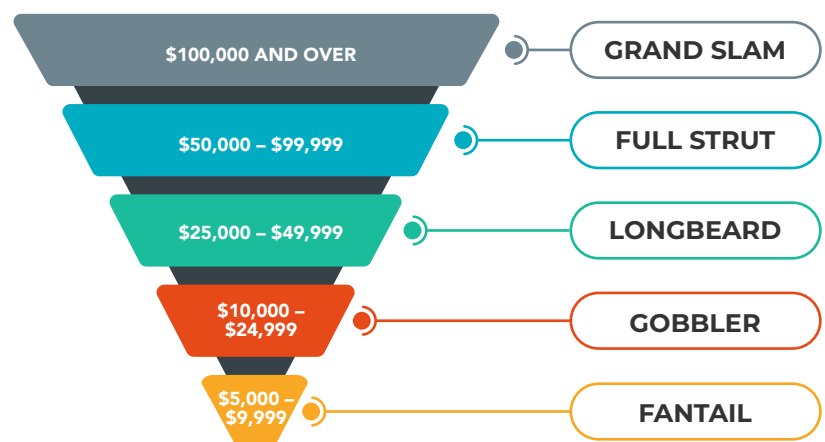 $100,000 AND OVER
GRAND SLAM
$50,000 – $99,999
FULL STRUT
$25,000 – $49,999
LONGBEARD
$10,000 –
$24,999
GOBBLER
$5,000 –
$9,999
FANTAIL